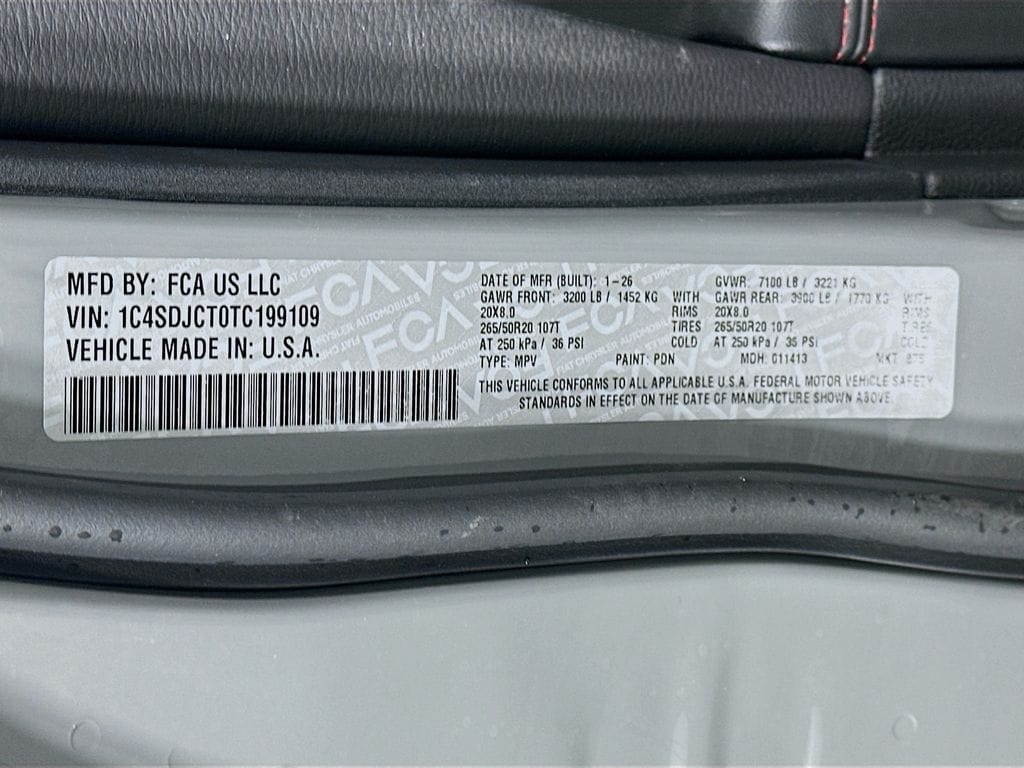 MFD BY: FCA US LLC
VIN: 1C4SDJCT0TC199109
VEHICLE MADE IN: U.S.A.
DATE OF MFR (BUILT): 1-26 GVWR: 7100 LB / 3221 KG
GAWR FRONT: 3200 LB / 1452 KG WITH GAWR REAR: 3900 LB / 1770 KG WITH
20X8.0 RIMS 20X8.0 RIMS
265/50R20 107T TIRES 265/50R20 107T TIRES
AT 250 kPa / 36 PSI COLD AT 250 kPa / 36 PSI COLD
TYPE: MPV PAINT: PDN MDH: 011413 MKT:
THIS VEHICLE CONFORMS TO ALL APPLICABLE U.S.A. FEDERAL MOTOR VEHICLE SAFETY
STANDARDS IN EFFECT ON THE DATE OF MANUFACTURE SHOWN ABOVE.